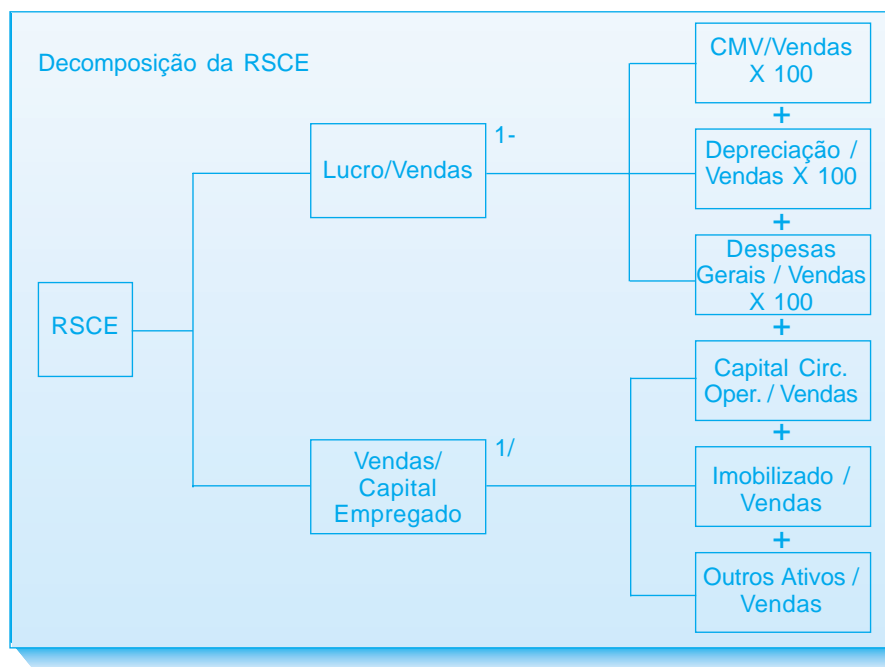 Decomposição da RSCE
CMV/Vendas
X 100
+
1-
Lucro/Vendas
Depreciação /
Vendas X 100
+
Despesas
Gerais / Vendas
X 100
+
RSCE
Capital Circ.
Oper. / Vendas
+
1/
Vendas/
Capital
Empregado
Imobilizado /
Vendas
+
Outros Ativos /
Vendas